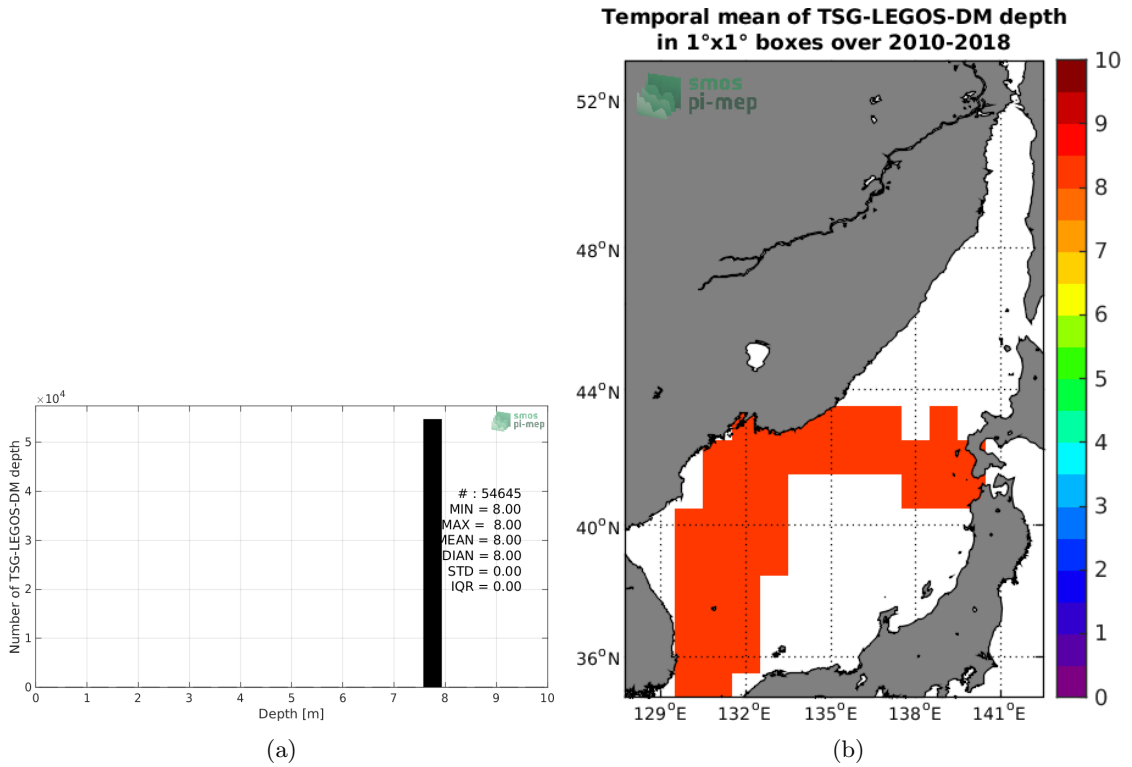 ×10⁴
5
4
3
2
1
0
Number of TSG-LEGOS-DM depth
smos
pi-mep
# : 54645
MIN = 8.00
MAX = 8.00
MEAN = 8.00
DIAN = 8.00
STD = 0.00
IQR = 0.00
0 1 2 3 4 5 6 7 8 9 10
Depth [m]
(a)
Temporal mean of TSG-LEGOS-DM depth
in 1°x1° boxes over 2010-2018
smos
pi-mep
52°N
48°N
44°N
40°N
36°N
129°E 132°E 135°E 138°E 141°E
10
9
8
7
6
5
4
3
2
1
0
(b)